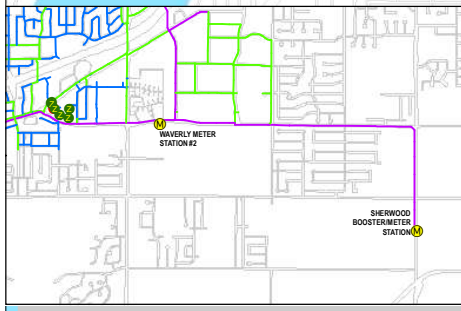 Z
Z
Z
Z
Z
M
WAVERLY METER
STATION #2
SHERWOOD
BOOSTER/METER
STATION
M